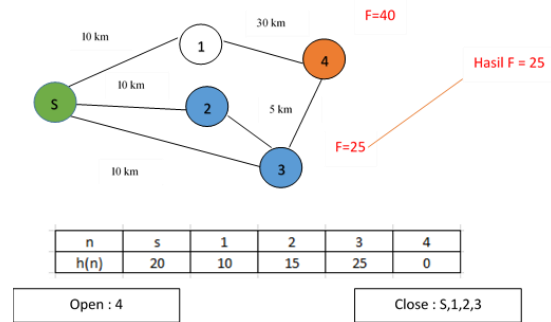 F=40
30 km
10 km
1
4
Hasil F = 25
10 km
S
2
5 km
F=25
3
10 km
n s 1 2 3 4
h(n) 20 10 15 25 0
Open : 4
Close : S,1,2,3